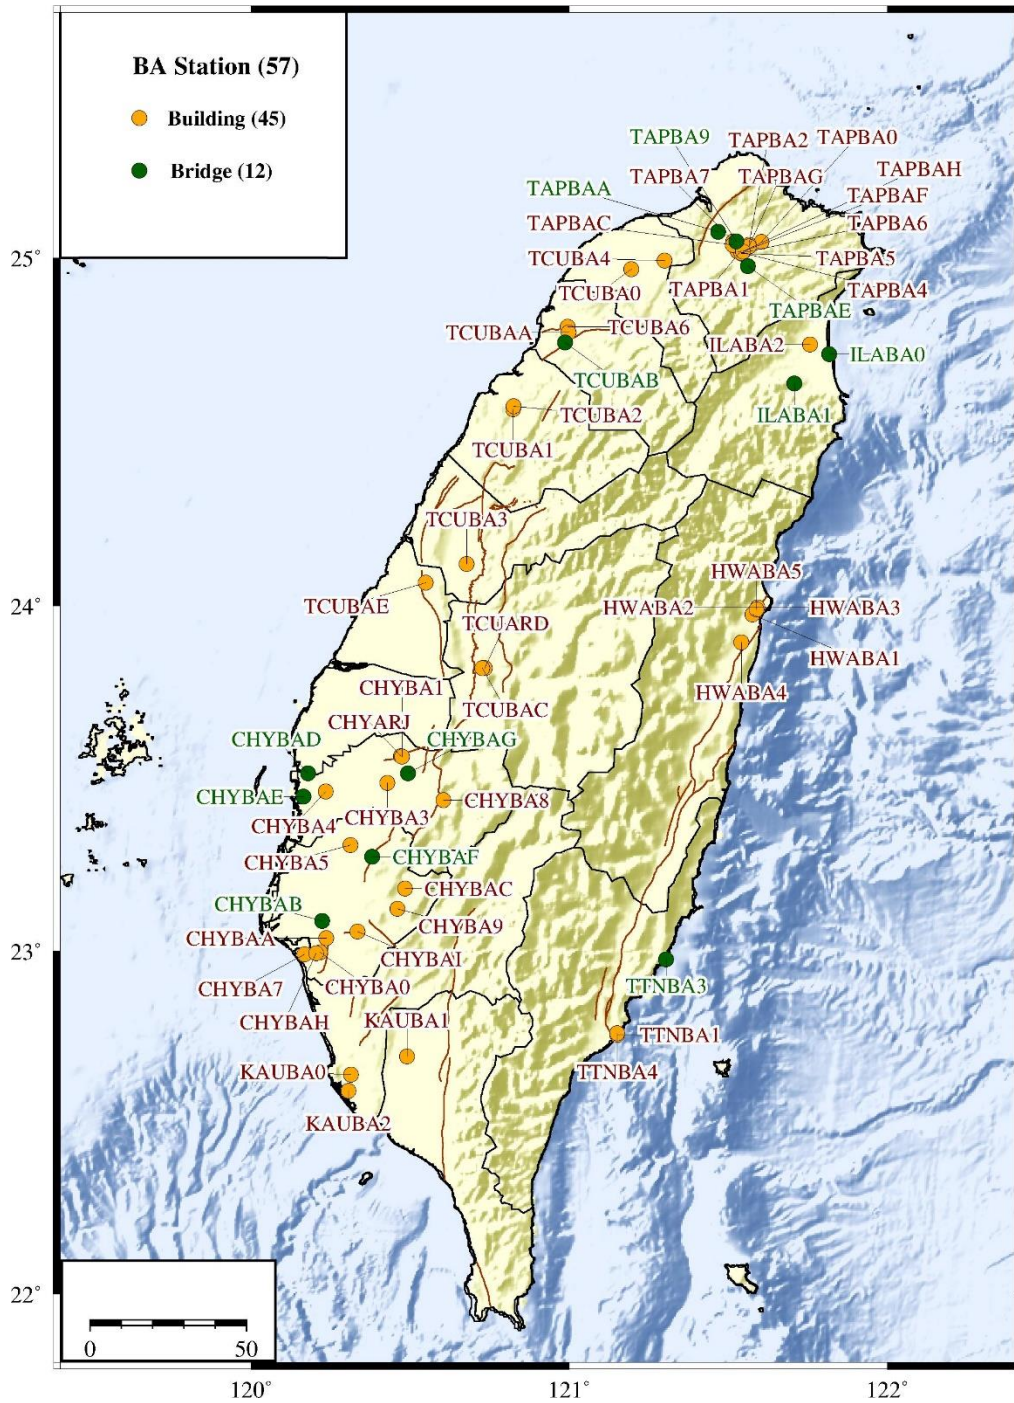 BA Station (57)
Building (45)
Bridge (12)
TAPBA9
TAPBA2
TAPBA0
TAPBA7
TAPBAG
TAPBAH
TAPBAA
TAPBAF
TAPBAC
TAPBA6
TCUBA4
TAPBA5
TCUBA0
TAPBA1
TAPBA4
TAPBAE
TCUBAA
TCUBA6
ILABA2
ILABA0
TCUBAB
ILABA1
TCUBA2
TCUBA1
TCUBA3
HWABA5
TCUBAE
HWABA2
HWABA3
TCUARD
HWABA1
CHYBA1
HWABA4
TCUBAC
CHYARJ
CHYBAD
CHYBAG
CHYBAE
CHYBA8
CHYBA4
CHYBA3
CHYBA5
CHYBAF
CHYBAC
CHYBAB
CHYBA9
CHYBAA
CHYBAI
CHYBA7
CHYBA0
TTNBA3
CHYBAH
KAUBA1
TTNBA1
KAUBA0
TTNBA4
KAUBA2
25°
24°
23°
22°
0
50
120°
121°
122°